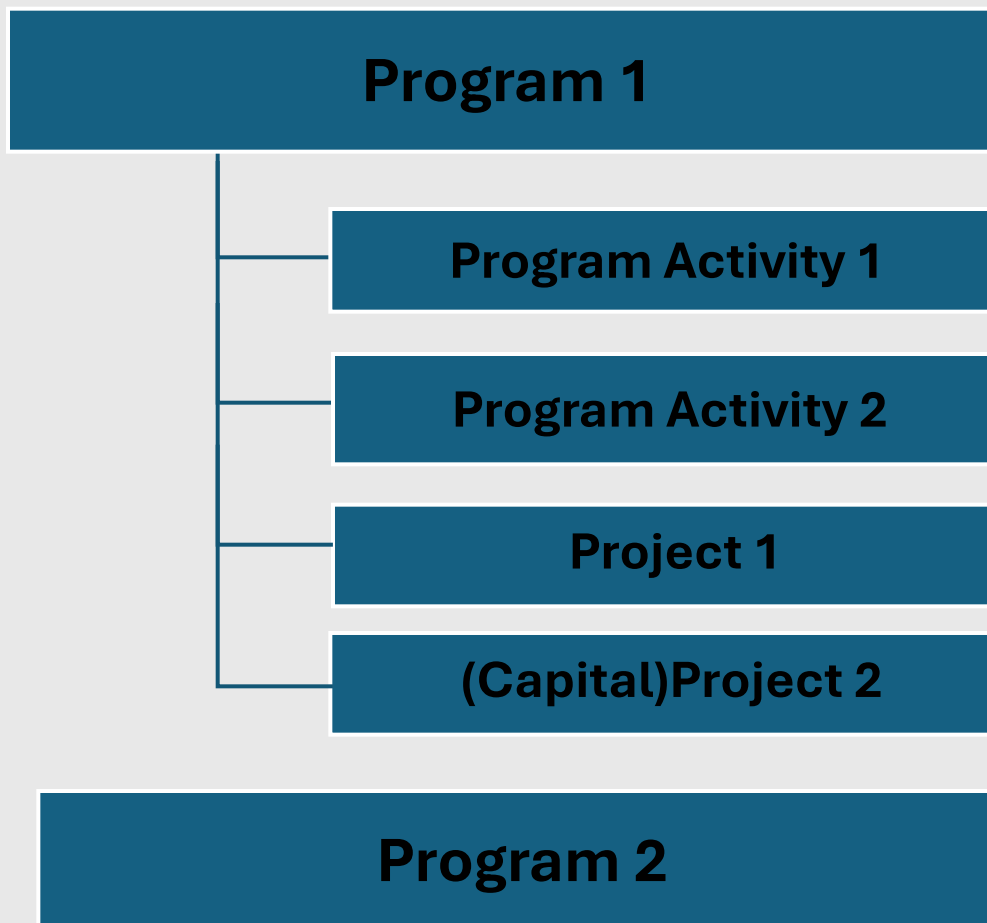 Program 1
Program Activity 1
Program Activity 2
Project 1
(Capital)Project 2
Program 2